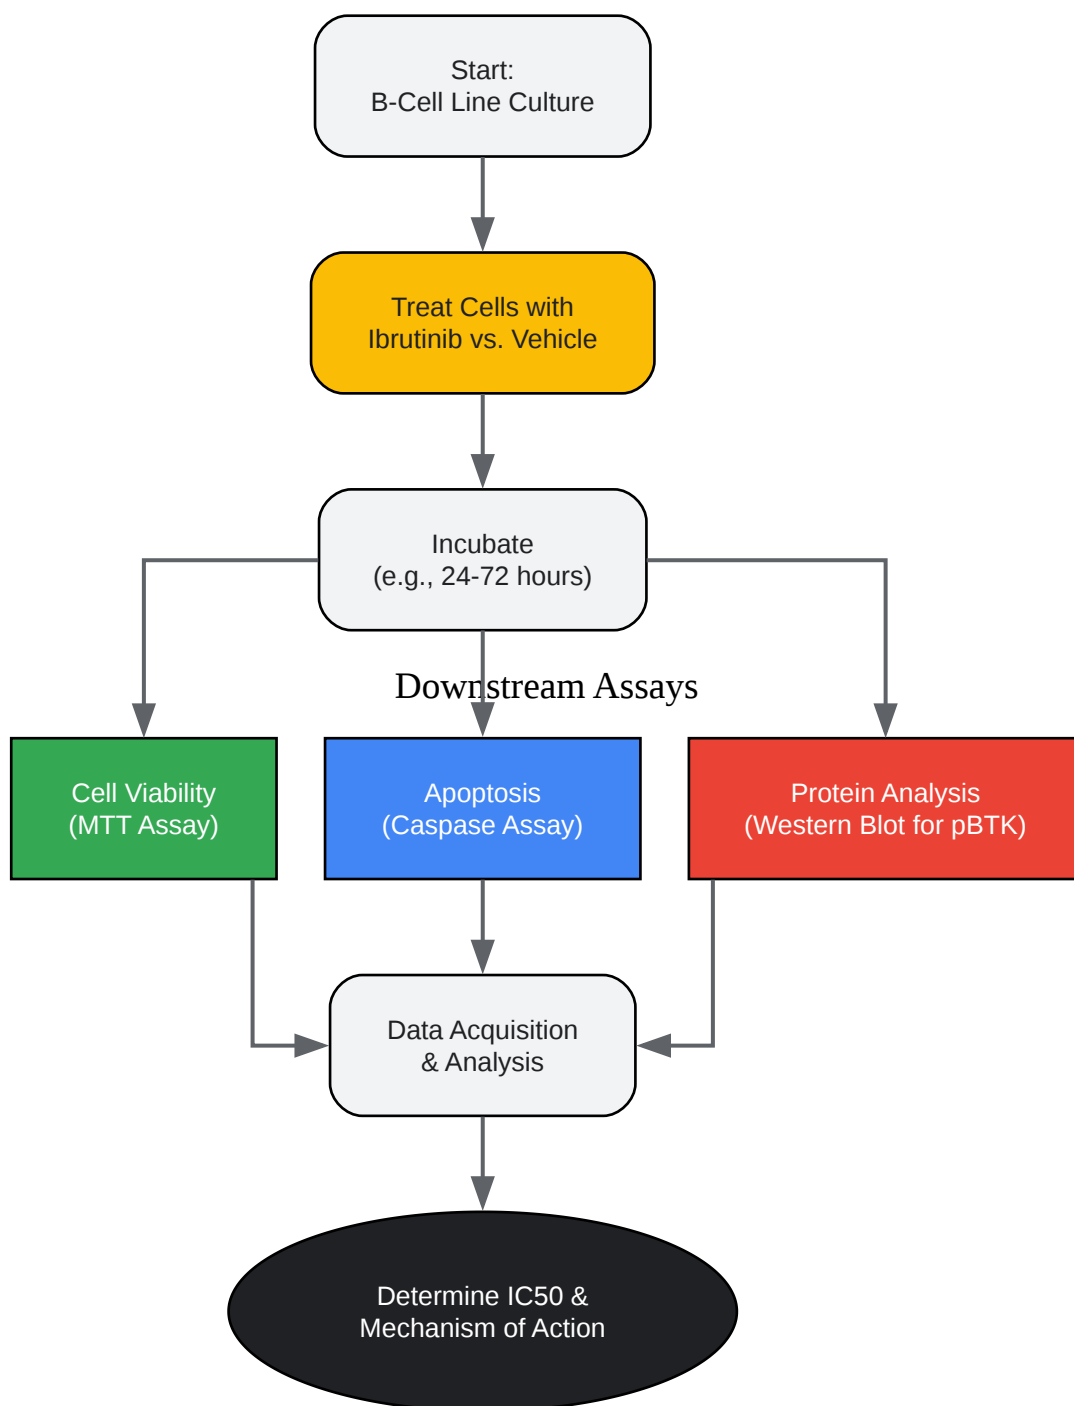 Start:
B-Cell Line Culture
Treat Cells with
Ibrutinib vs. Vehicle
Incubate
(e.g., 24-72 hours)
Downstream Assays
Cell Viability
(MTT Assay)
Apoptosis
(Caspase Assay)
Protein Analysis
(Western Blot for pBTK)
Data Acquisition
& Analysis
Determine IC50 &
Mechanism of Action